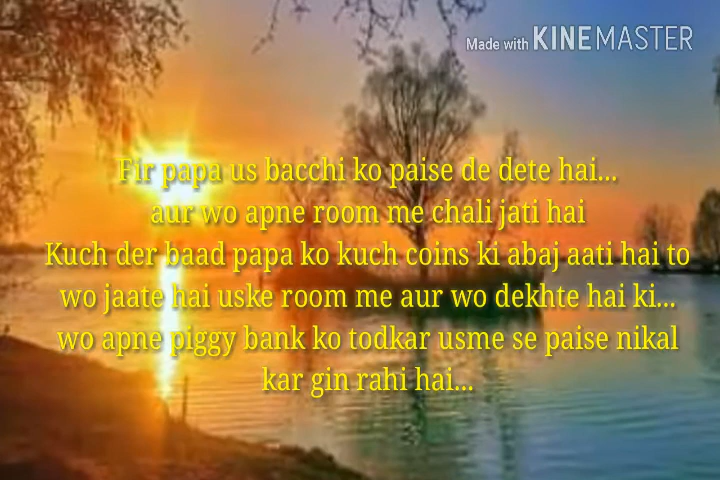 Made with KINEMASTER
Fir papa us bacchi ko paise de dete hai...
aur wo apne room me chali jati hai
Kuch der baad papa ko kuch coins ki abaj aati hai to
wo jaate hai uske room me aur wo dekhte hai ki...
wo apne piggy bank ko todkar usme se paise nikal
kar gin rahi hai...